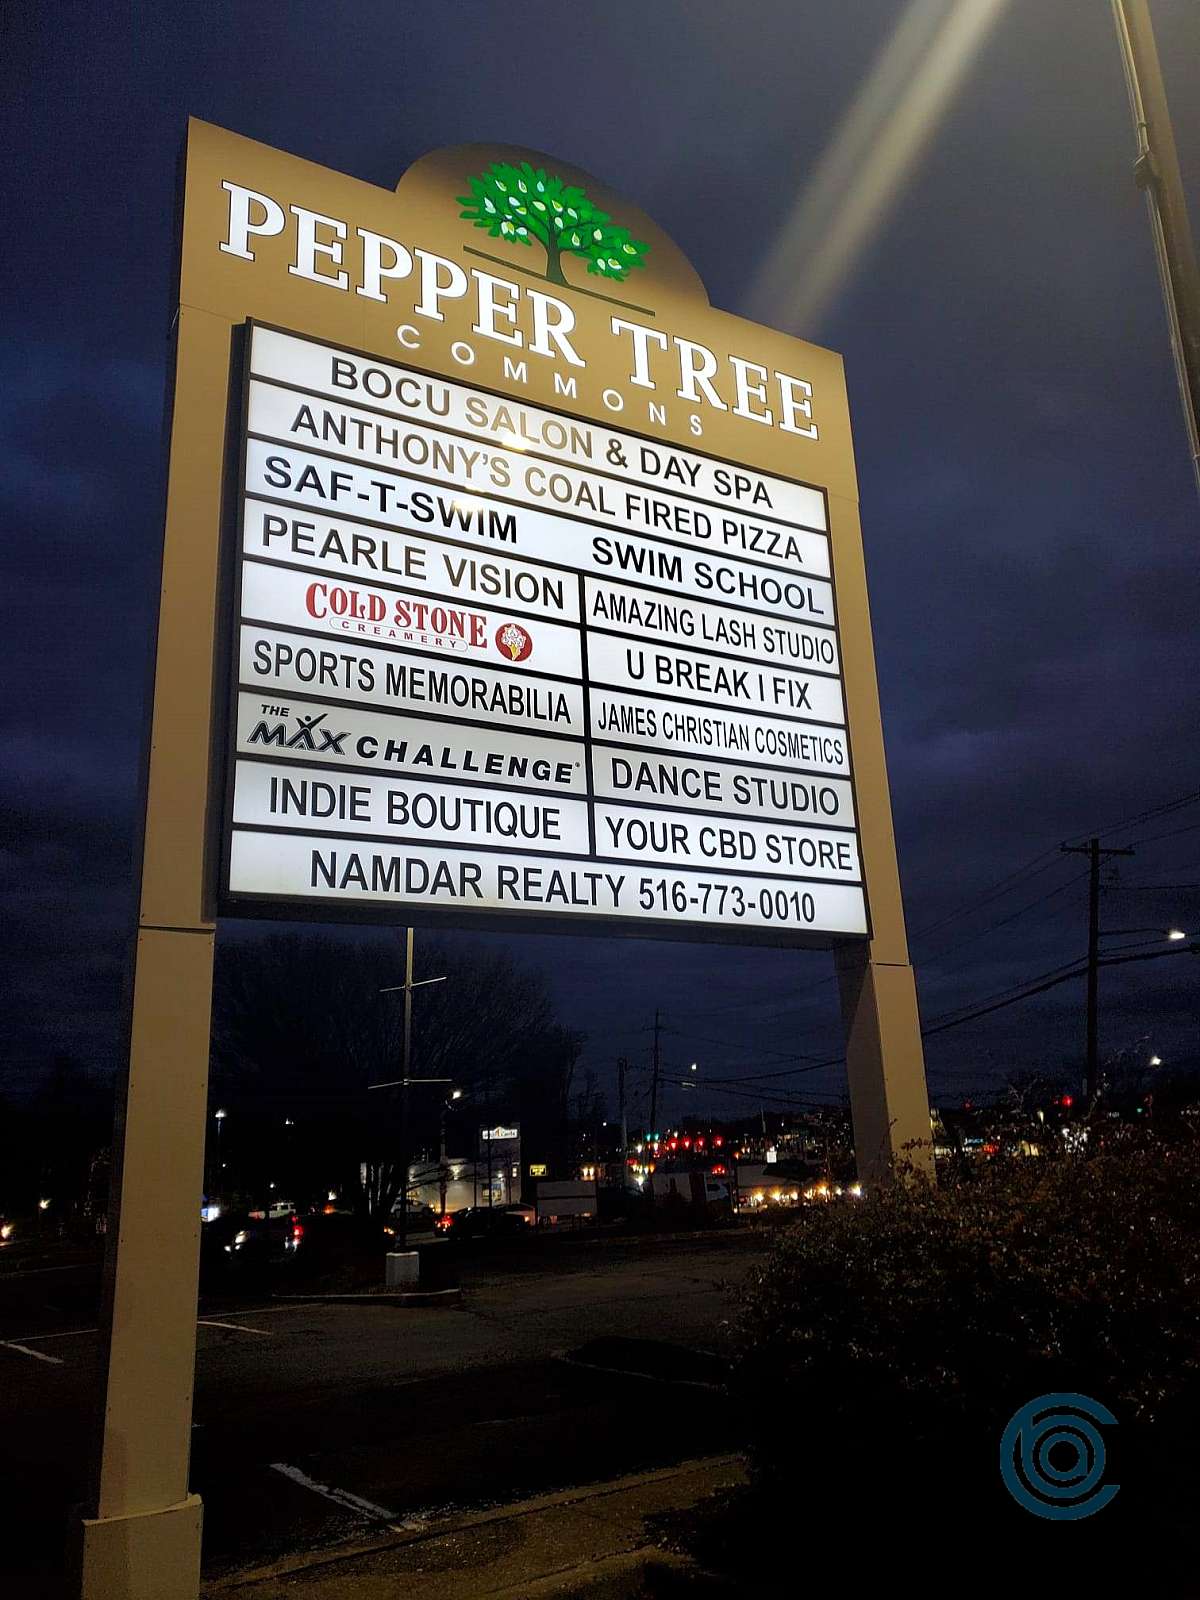 PEPPER TREE
COMMONS
BOCU SALON & DAY SPA
ANTHONY'S COAL FIRED PIZZA
SAF-T-SWIM SWIM SCHOOL
PEARLE VISION
AMAZING LASH STUDIO
COLD STONE
CREAMERY
U BREAK I FIX
SPORTS MEMORABILIA
JAMES CHRISTIAN COSMETICS
THE
MAX CHALLENGE
DANCE STUDIO
INDIE BOUTIQUE
YOUR CBD STORE
NAMDAR REALTY 516-773-0010